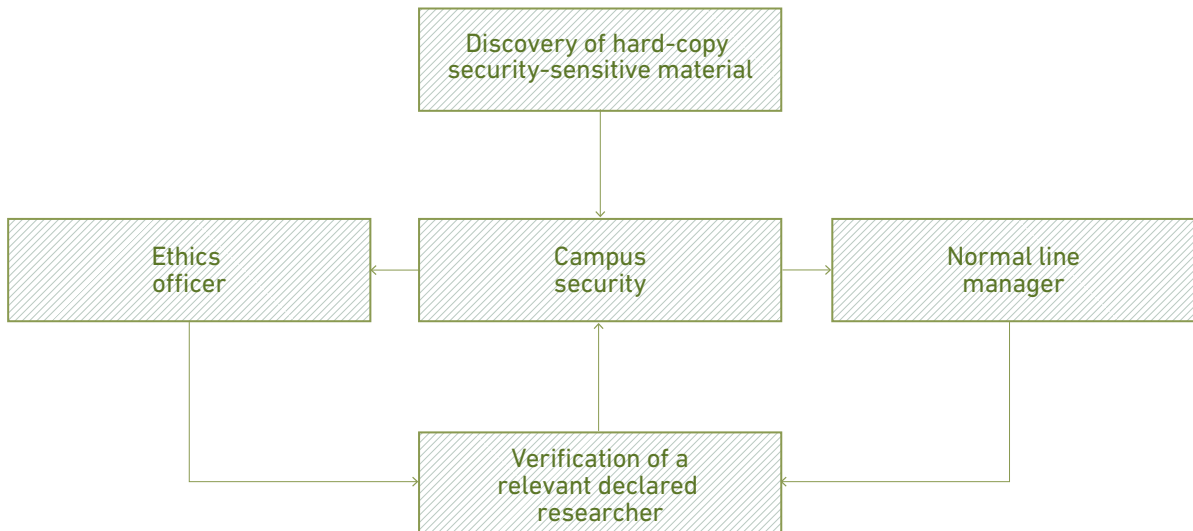 Discovery of hard-copy
security-sensitive material
Ethics
officer
Campus
security
Normal line
manager
Verification of a
relevant declared
researcher